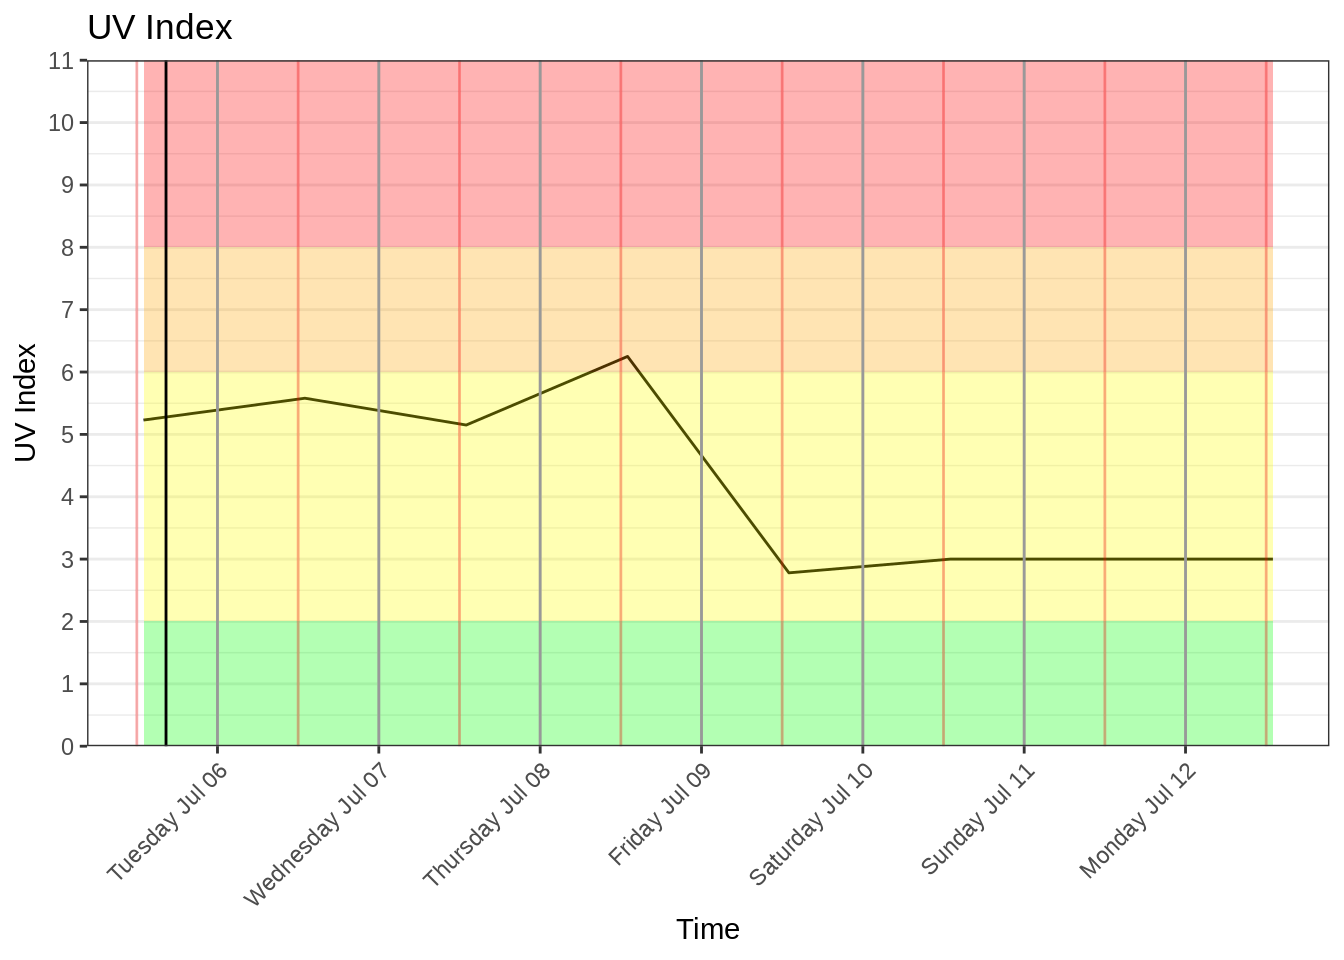 UV Index
11
10
9
8
7
6
5
4
3
2
1
0
UV Index
Tuesday Jul 06
Wednesday Jul 07
Thursday Jul 08
Friday Jul 09
Saturday Jul 10
Sunday Jul 11
Monday Jul 12
Time